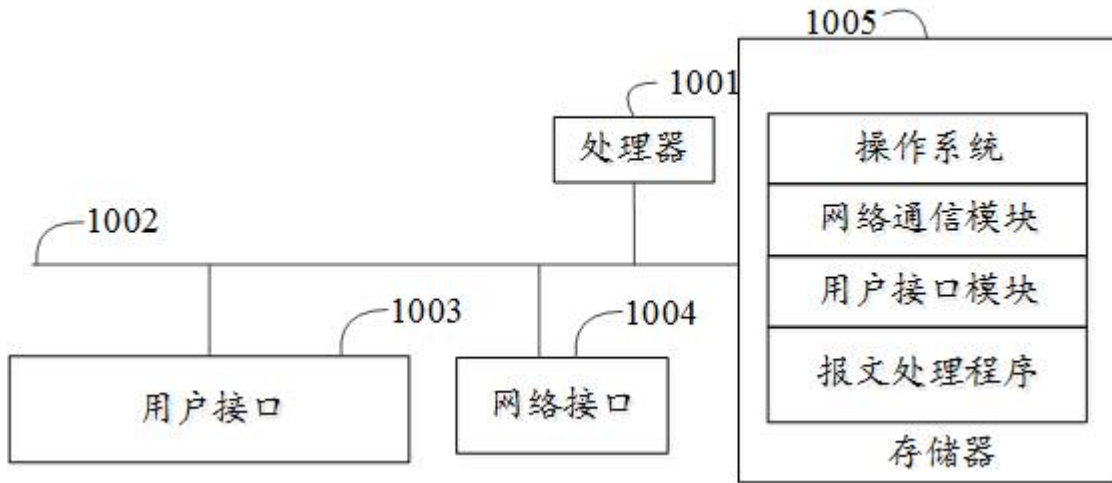 1005
1001
处理器
操作系统
1002
网络通信模块
用户接口模块
1003
1004
报文处理程序
用户接口
网络接口
存储器